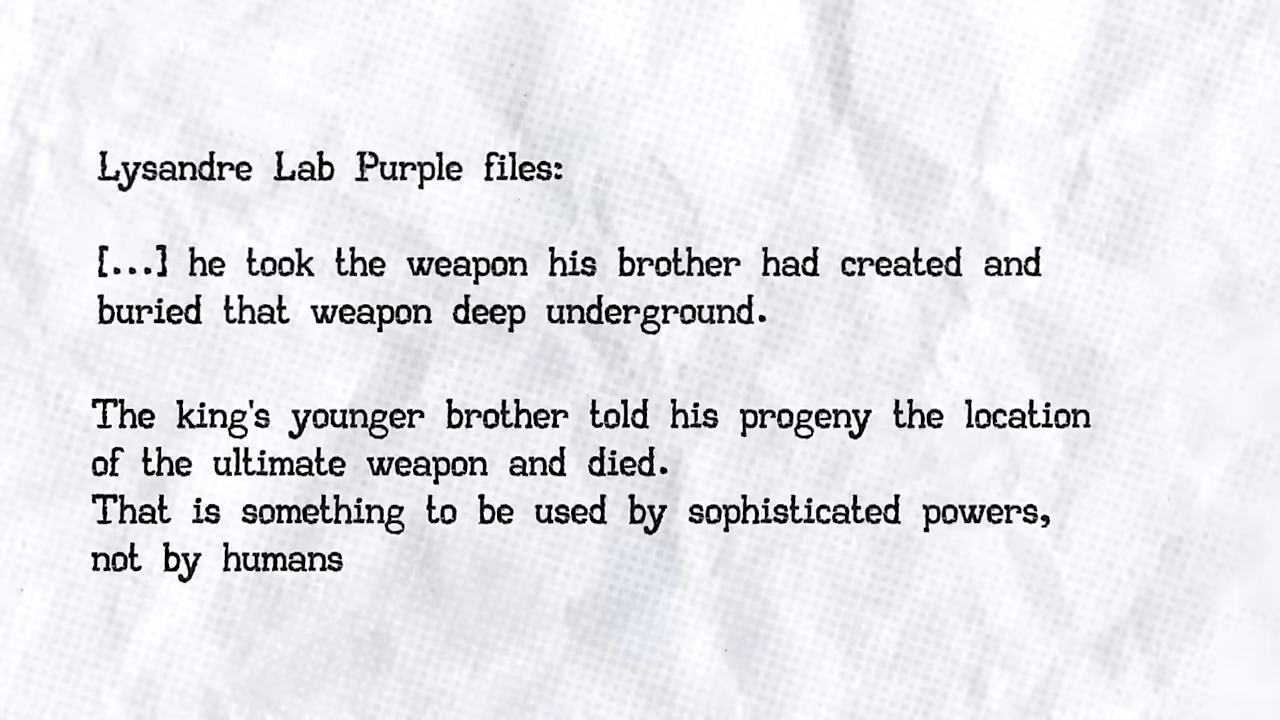 Lysandre Lab Purple files:
[...] he took the weapon his brother had created and
buried that weapon deep underground.
The king's younger brother told his progeny the location
of the ultimate weapon and died.
That is something to be used by sophisticated powers,
not by humans